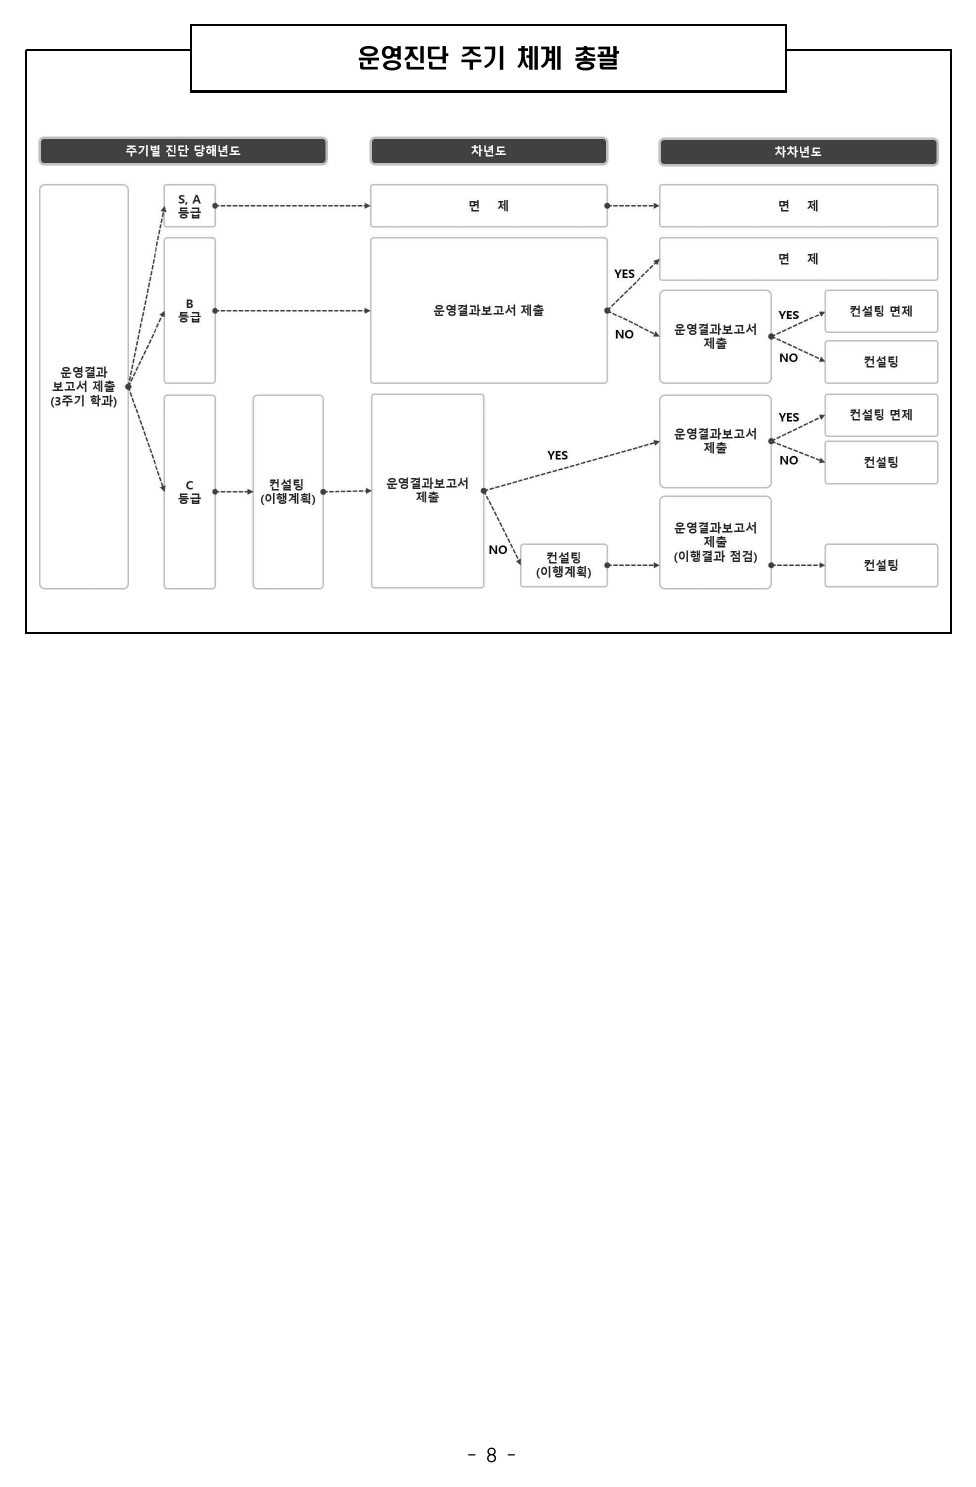 운영진단 주기 체계 총괄
주기별 진단 당해년도
차년도
차차년도
운영결과
보고서 제출
(3주기 학과)
S, A
등급
면 제
면 제
B
등급
운영결과보고서 제출
YES
NO
면 제
운영결과보고서
제출
YES
NO
컨설팅 면제
컨설팅
C
등급
컨설팅
(이행계획)
운영결과보고서
제출
YES
NO
운영결과보고서
제출
YES
NO
컨설팅 면제
컨설팅
컨설팅
(이행계획)
운영결과보고서
제출
(이행결과 점검)
컨설팅
- 8 -